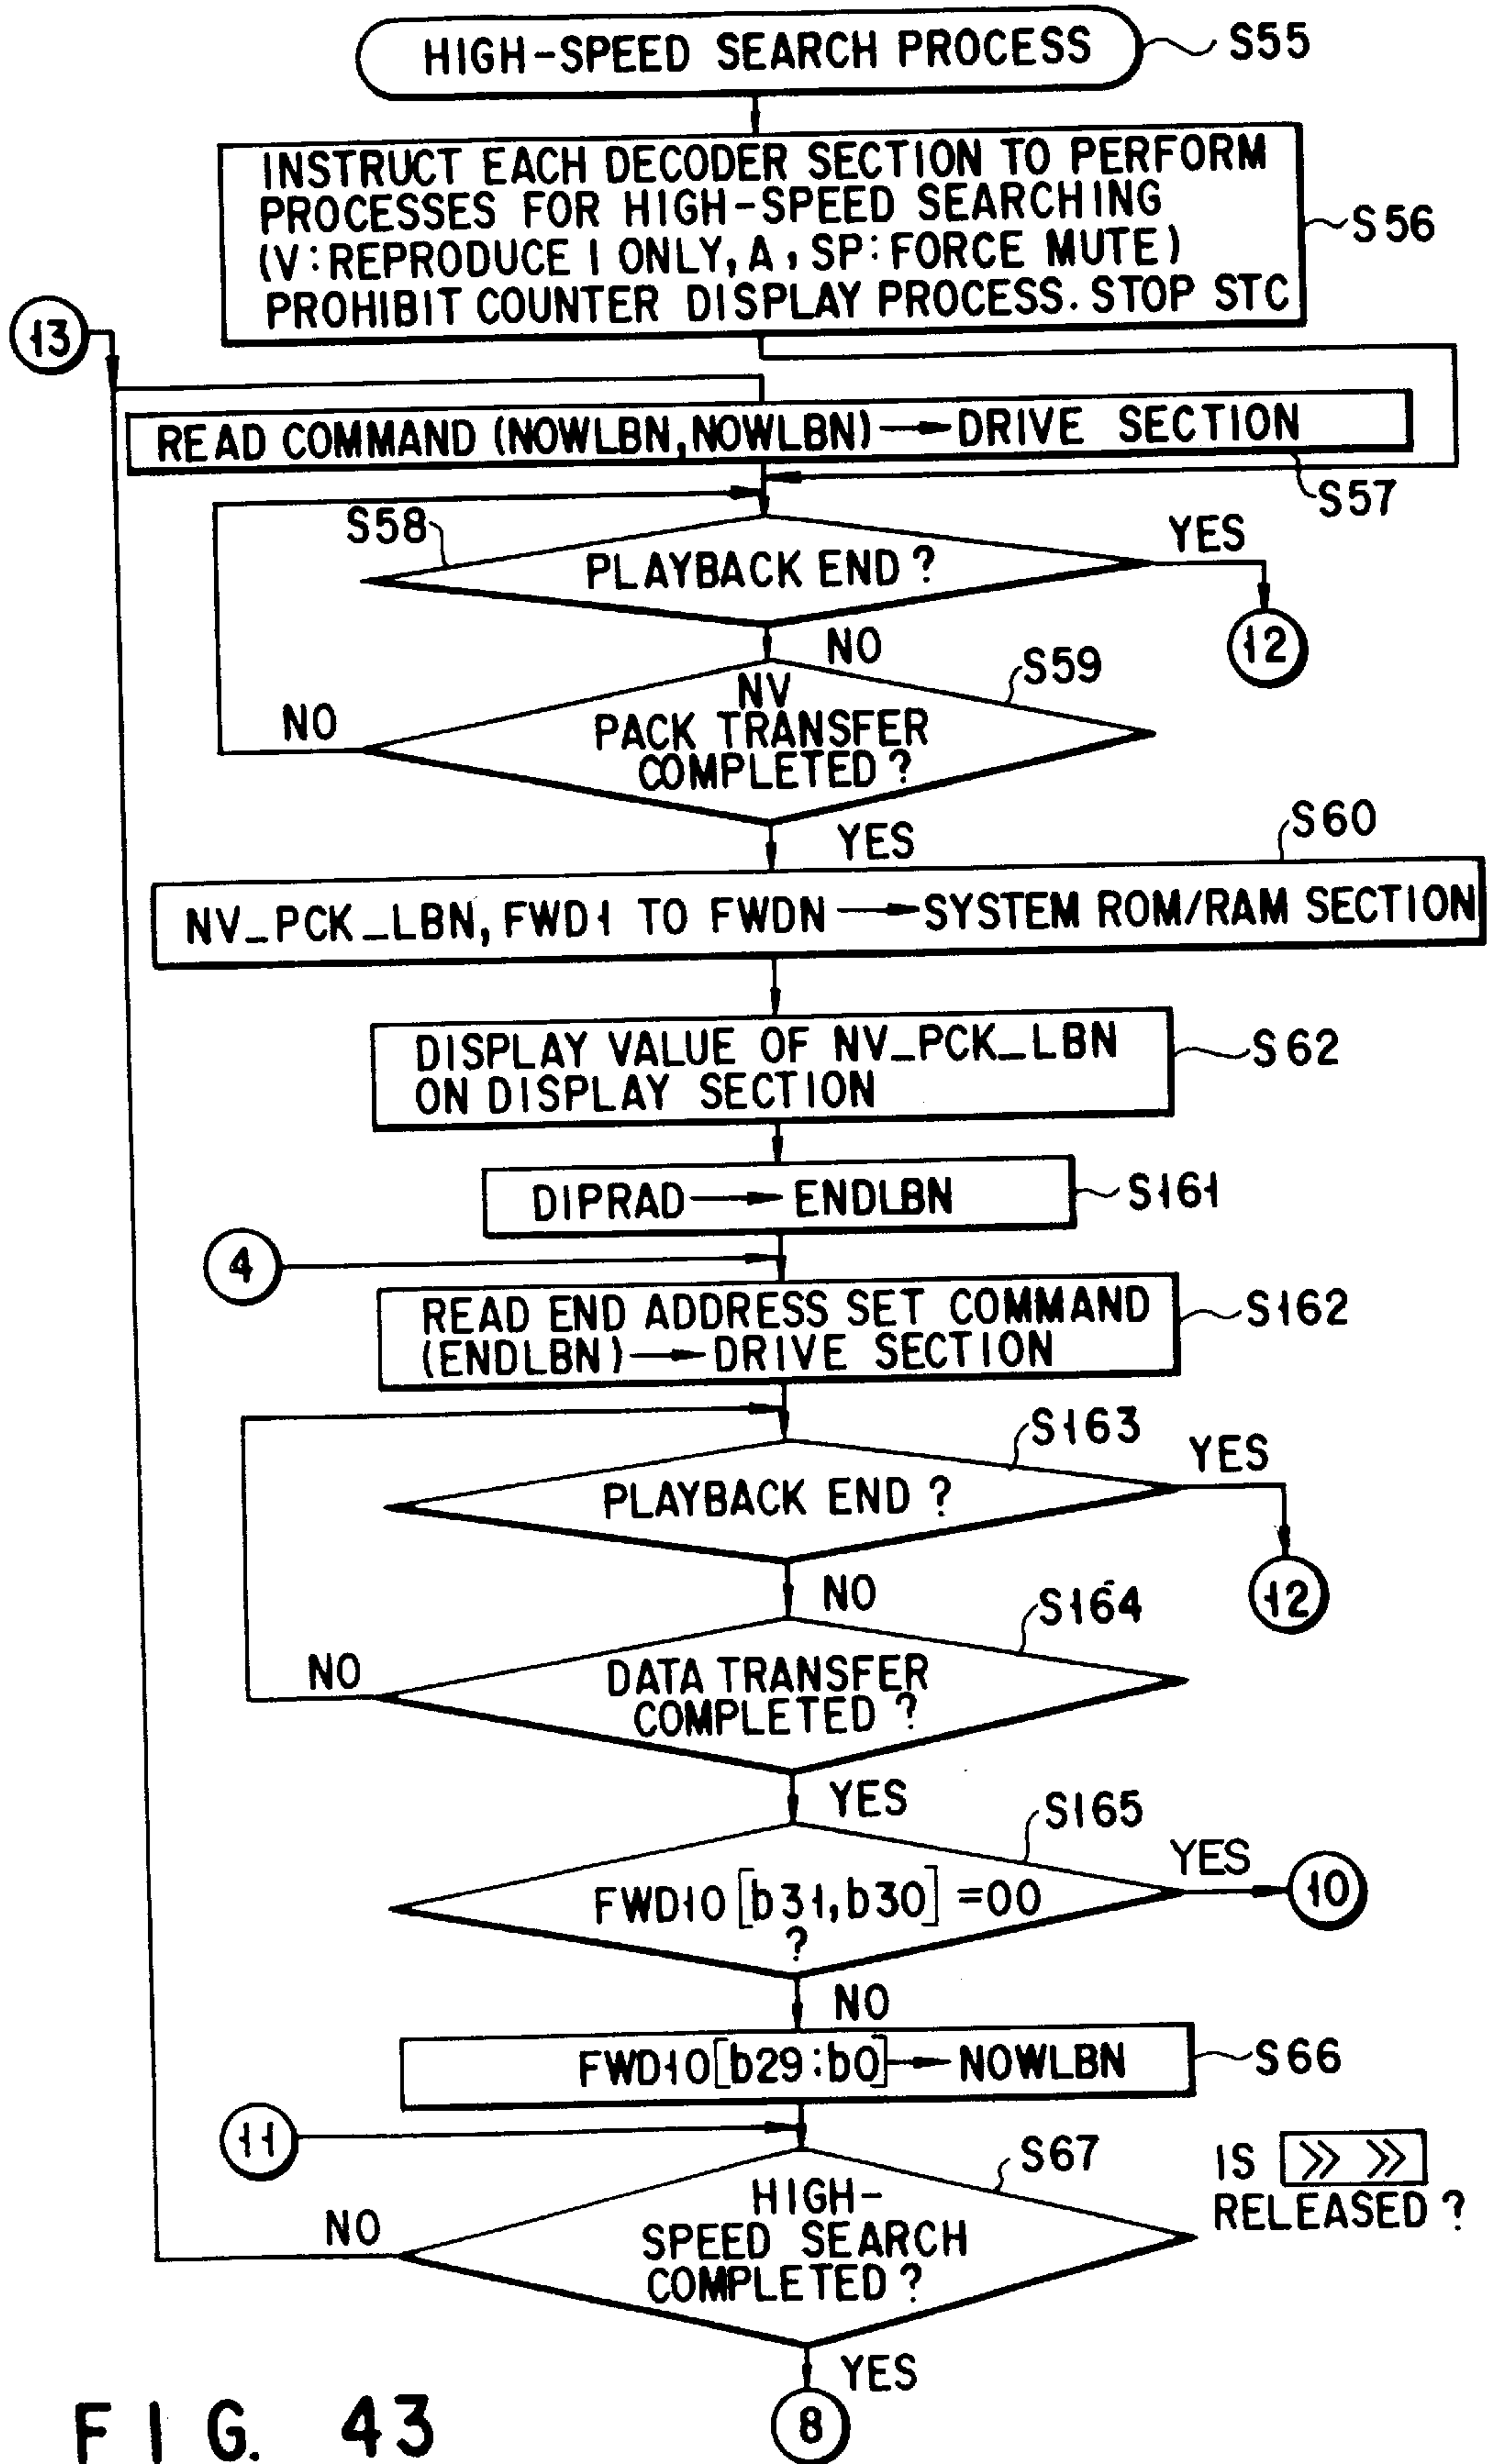 HIGH-SPEED SEARCH PROCESS
S55
INSTRUCT EACH DECODER SECTION TO PERFORM
PROCESSES FOR HIGH-SPEED SEARCHING
(V:REPRODUCE I ONLY, A, SP:FORCE MUTE)
PROHIBIT COUNTER DISPLAY PROCESS. STOP STC
S56
13
READ COMMAND (NOWLBN,NOWLBN)→DRIVE SECTION
S57
S58
PLAYBACK END ?
YES
12
NO
S59
NV
PACK TRANSFER
COMPLETED ?
NO
YES
S60
NV_PCK_LBN, FWD1 TO FWDN→SYSTEM ROM/RAM SECTION
DISPLAY VALUE OF NV_PCK_LBN
ON DISPLAY SECTION
S62
DIPRAD→ENDLBN
S161
4
READ END ADDRESS SET COMMAND
(ENDLBN)→DRIVE SECTION
S162
S163
PLAYBACK END ?
YES
12
NO
S164
DATA TRANSFER
COMPLETED ?
NO
YES
S165
FWD10[b31,b30]=00
?
YES
10
NO
FWD10[b29:b0]→NOWLBN
S66
11
S67
HIGH-
SPEED SEARCH
COMPLETED ?
IS >> >>
RELEASED ?
NO
YES
8
FIG. 43